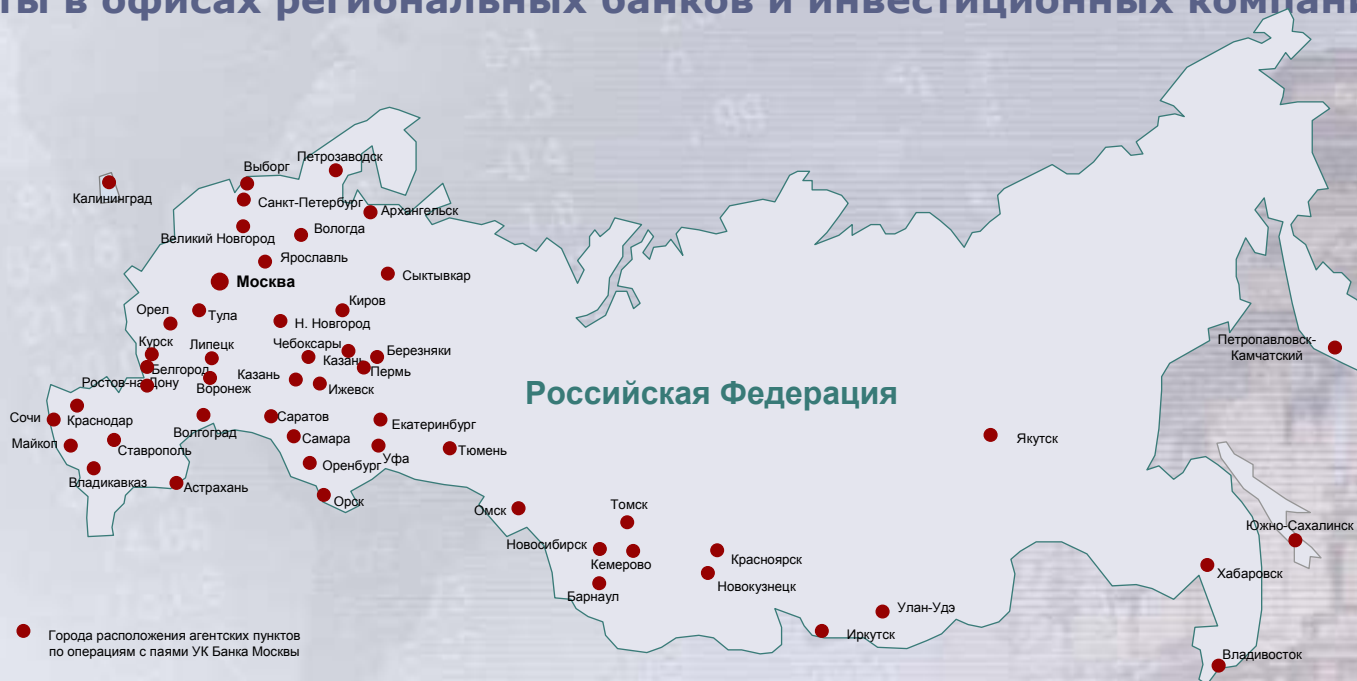 ты в офисах региональных банков и инвестиционных компани
Петрозаводск
Выборг
Калининград
Санкт-Петербург
Архангельск
Вологда
Великий Новгород
Ярославль
Сыктывкар
Москва
Киров
Орел
Тула
Н. Новгород
Курск
Липецк
Чебоксары
Казань
Березняки
Петропавловск-
Камчатский
Белгород
Пермь
Казань
Ростов-на-Дону
Воронеж
Ижевск
Российская Федерация
Сочи
Краснодар
Саратов
Екатеринбург
Волгоград
Майкоп
Ставрополь
Самара
Якутск
Уфа
Тюмень
Оренбург
Владикавказ
Астрахань
Орск
Омск
Томск
Южно-Сахалинск
Новосибирск
Кемерово
Красноярск
Хабаровск
Новокузнецк
Барнаул
Улан-Удэ
Иркутск
Города расположения агентских пунктов
по операциям с паями УК Банка Москвы
Владивосток